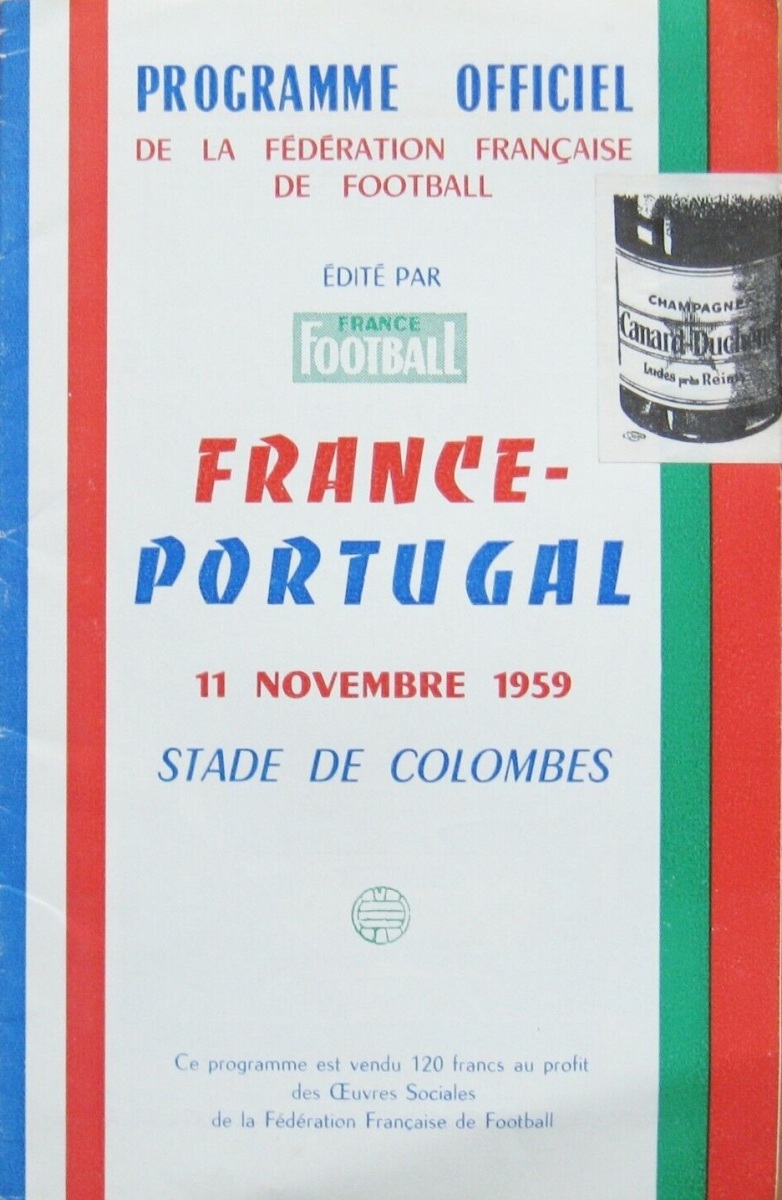 PROGRAMME OFFICIEL
DE LA FÉDÉRATION FRANÇAISE
DE FOOTBALL
ÉDITÉ PAR
FRANCE
FOOTBALL
CHAMPAGNE
Canard-Duchên
Ludes près Reims
FRANCE-
PORTUGAL
11 NOVEMBRE 1959
STADE DE COLOMBES
Ce programme est vendu 120 francs au profit
des Œuvres Sociales
de la Fédération Française de Football